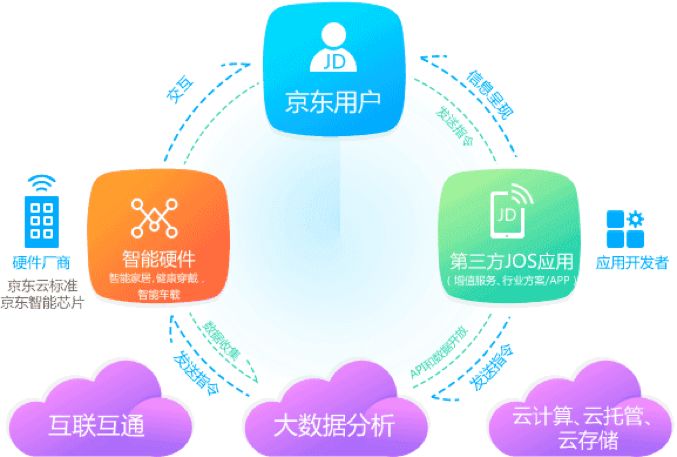 JD
京东用户
交互
信息呈现
发送指令
硬件厂商
京东云标准
京东智能芯片
智能硬件
智能家居,健康穿戴,
智能车载
JD
第三方JOS应用
(增值服务、行业方案/APP)
应用开发者
数据收集
发送指令
API和数据开放
发送指令
互联互通
大数据分析
云计算、云托管、
云存储